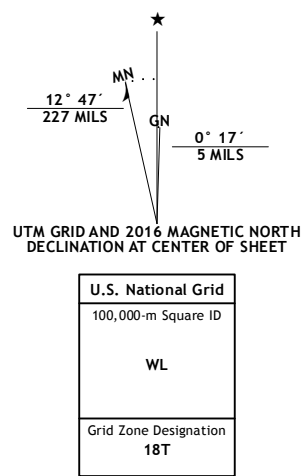 ★
MN
GN
12° 47´
227 MILS
0° 17´
5 MILS
UTM GRID AND 2016 MAGNETIC NORTH
DECLINATION AT CENTER OF SHEET
U.S. National Grid
100,000-m Square ID
WL
Grid Zone Designation
18T